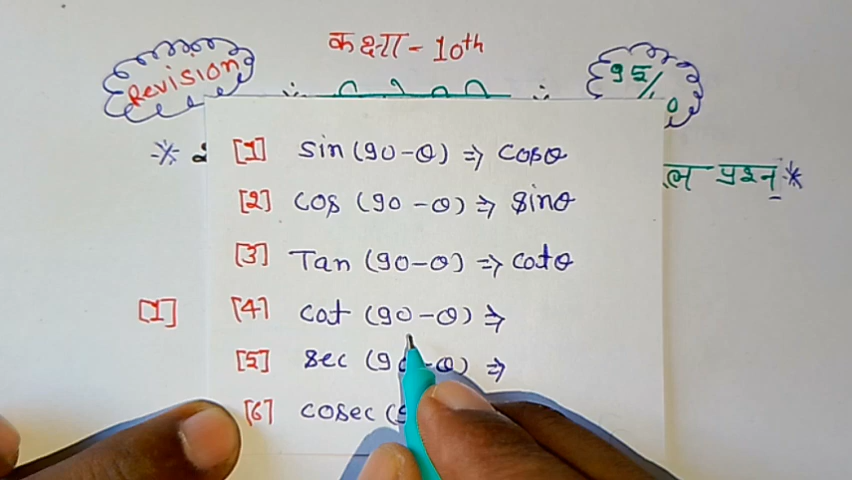 कक्षा - 10th
Revision
[1] sin (90-θ) ⇒ cosθ
[2] cos (90-θ) ⇒ sinθ
ल प्रश्न *
[3] Tan (90-θ) ⇒ cotθ
[1] [4] cot (90-θ) ⇒
[5] sec (90-θ) ⇒
[6] cosec (